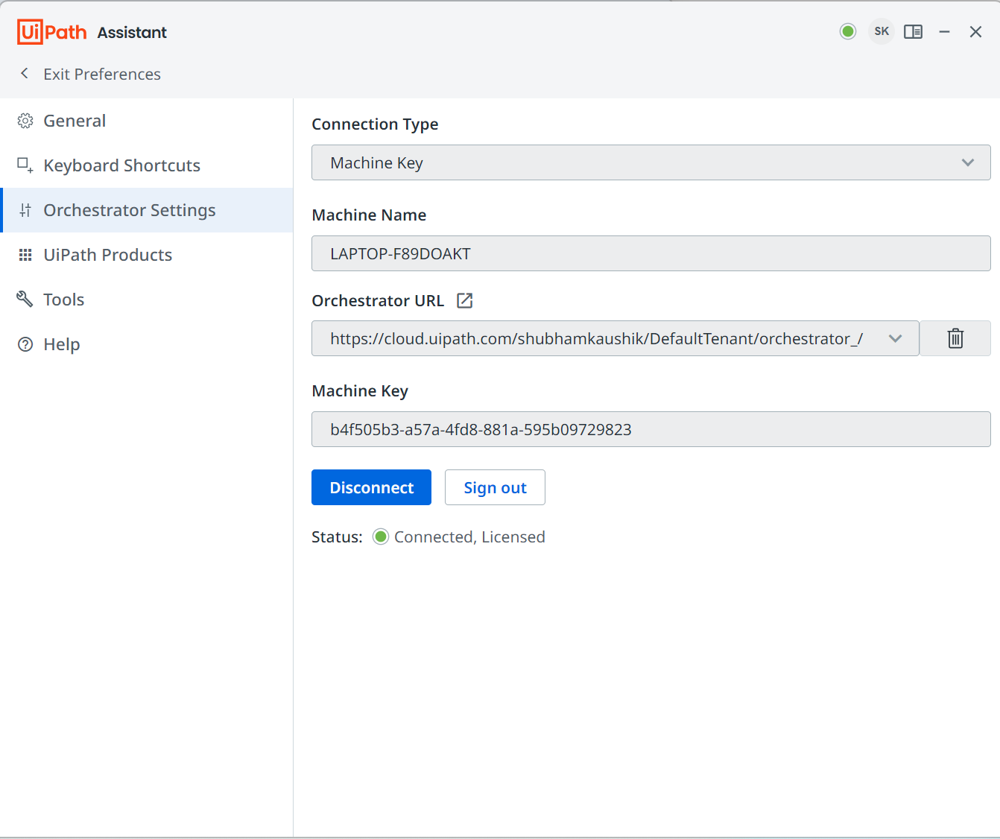 UiPath Assistant
SK
Exit Preferences
General
Keyboard Shortcuts
Orchestrator Settings
UiPath Products
Tools
Help
Connection Type
Machine Key
Machine Name
LAPTOP-F89DOAKT
Orchestrator URL
https://cloud.uipath.com/shubhamkaushik/DefaultTenant/orchestrator_/
Machine Key
b4f505b3-a57a-4fd8-881a-595b09729823
Disconnect Sign out
Status: Connected, Licensed